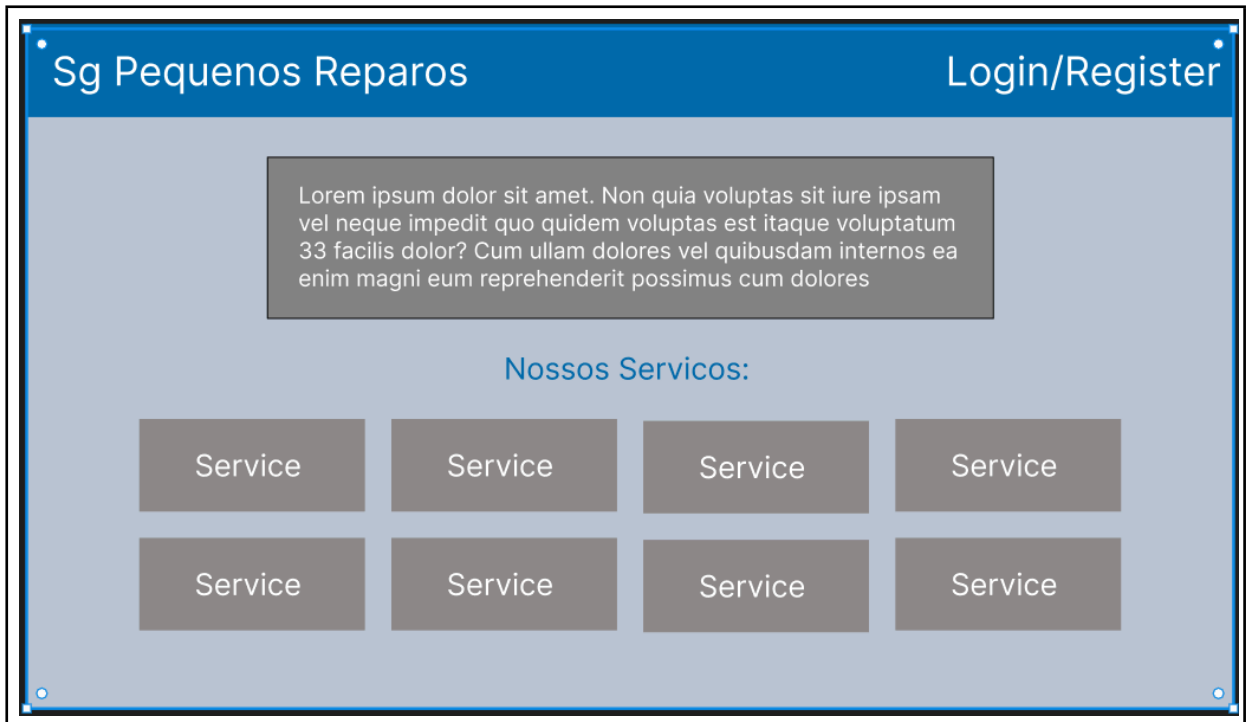 Sg Pequenos Reparos
Login/Register
Lorem ipsum dolor sit amet. Non quia voluptas sit iure ipsam
vel neque impedit quo quidem voluptas est itaque voluptatum
33 facilis dolor? Cum ullam dolores vel quibusdam internos ea
enim magni eum reprehenderit possimus cum dolores
Nossos Servicos:
Service
Service
Service
Service
Service
Service
Service
Service